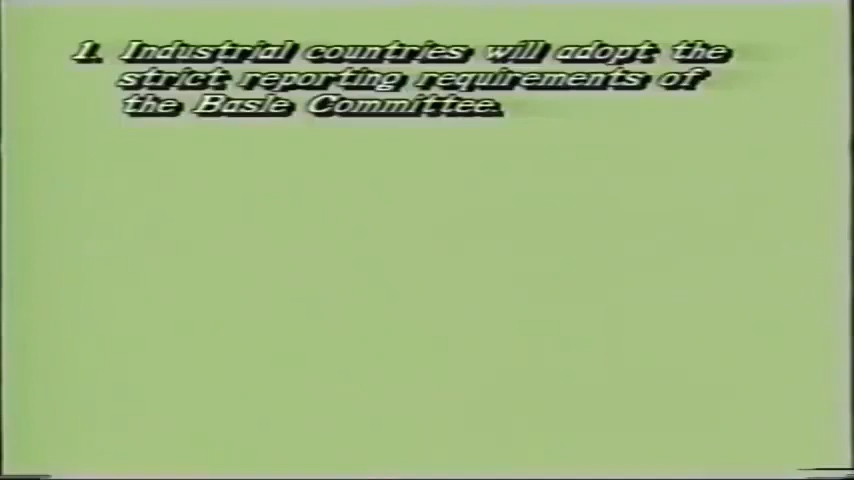 1. Industrial countries will adopt the
strict reporting requirements of
the Basle Committee.